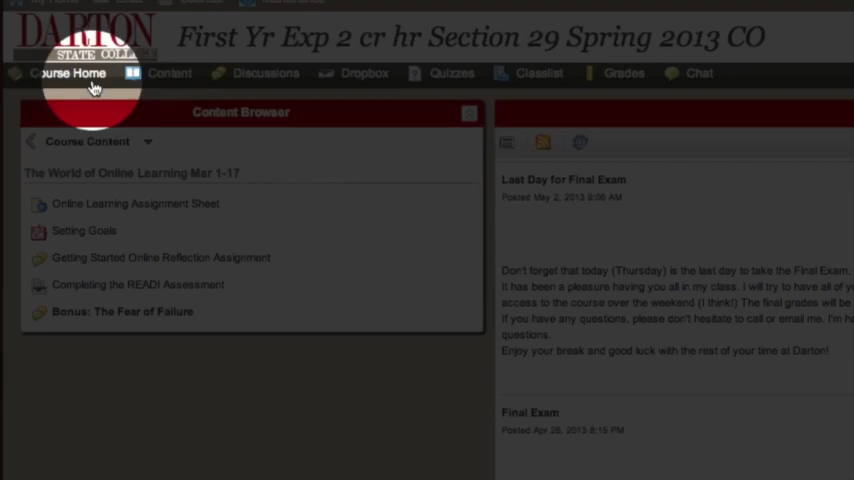 My Home Email Calendar
DARTON
STATE COLLEGE
First Yr Exp 2 cr hr Section 29 Spring 2013 CO
Course Home Content Discussions Dropbox Quizzes Classlist Grades Chat
Content Browser
Course Content
The World of Online Learning Mar 1-17
Online Learning Assignment Sheet
Setting Goals
Getting Started Online Reflection Assignment
Completing the READI Assessment
Bonus: The Fear of Failure
Last Day for Final Exam
Posted May 2, 2013 9:06 AM
Don't forget that today (Thursday) is the last day to take the Final Exam.
It has been a pleasure having you all in my class. I will try to have all of
access to the course over the weekend (I think!) The final grades will be
If you have any questions, please don't hesitate to call or email me. I'm
questions.
Enjoy your break and good luck with the rest of your time at Darton!
Final Exam
Posted Apr 28, 2013 8:15 PM